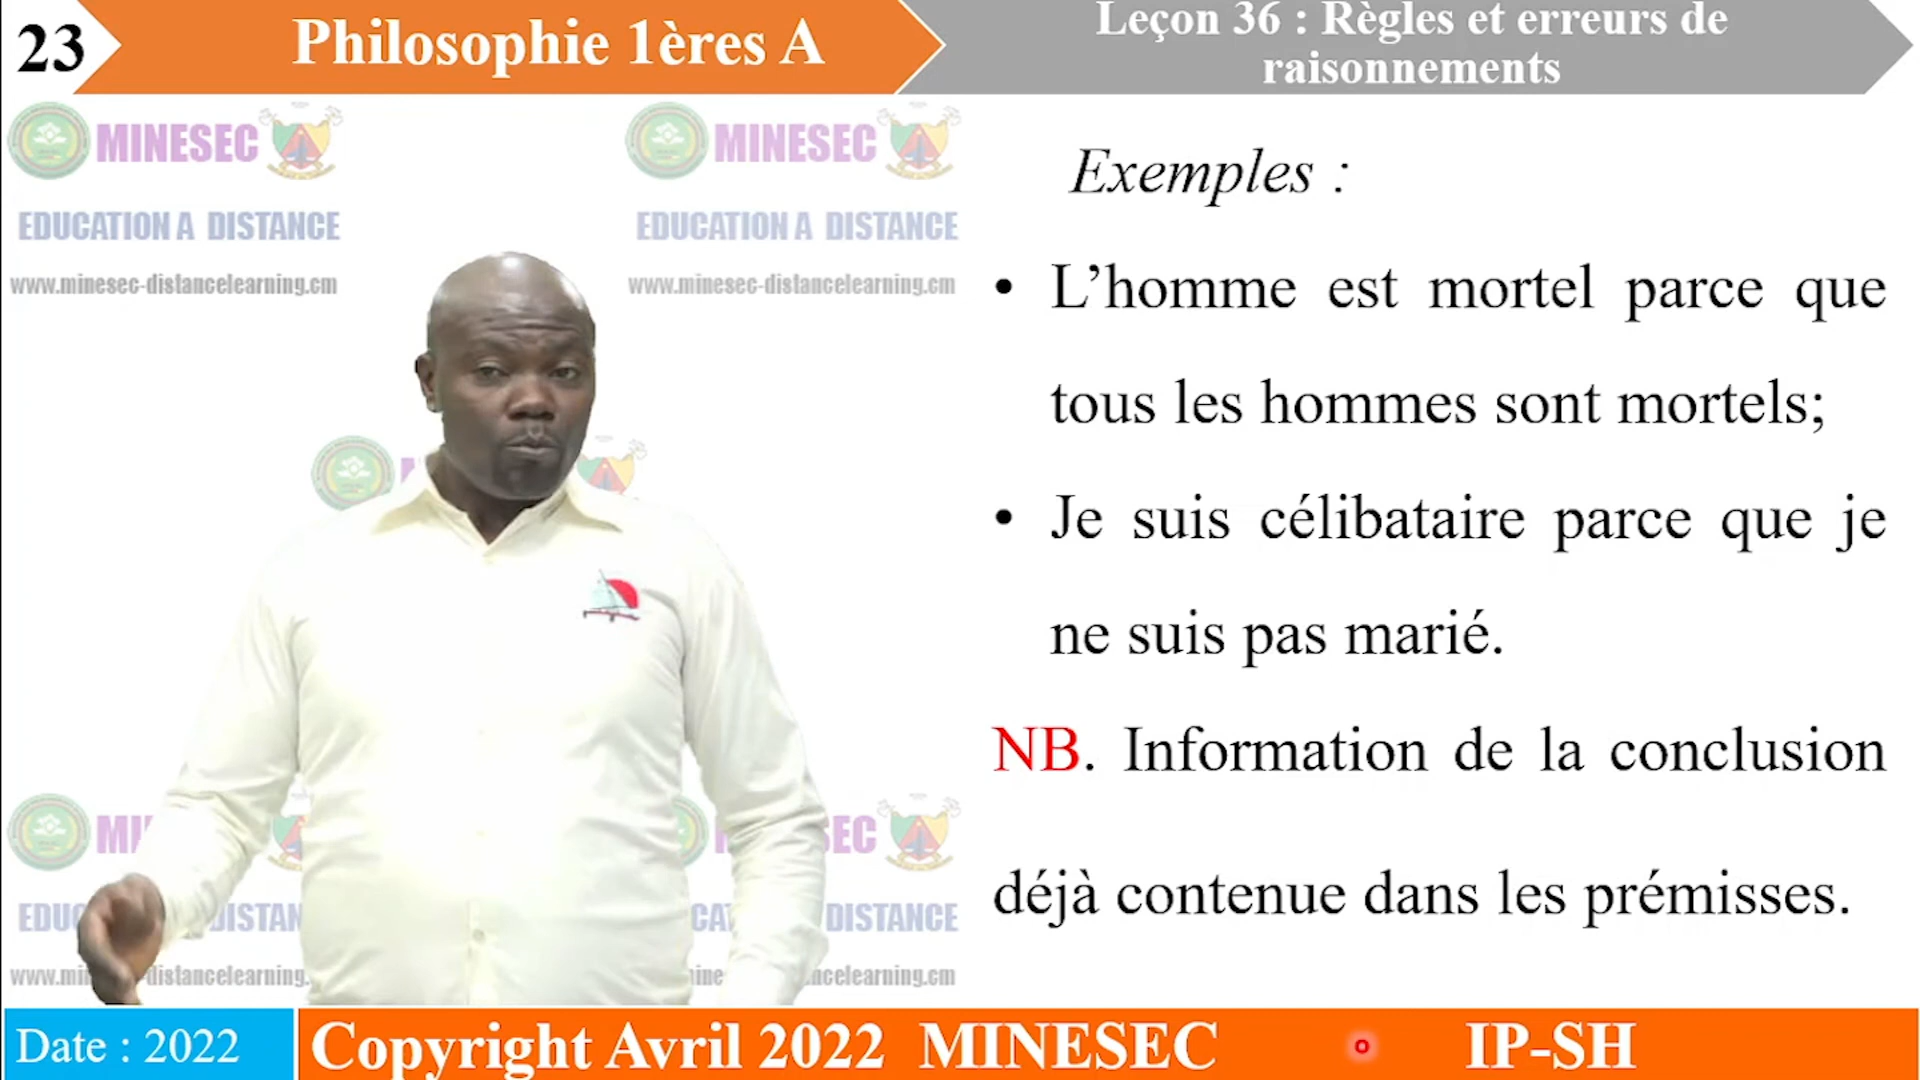 23
Philosophie 1ères A
Leçon 36 : Règles et erreurs de
raisonnements
MINESEC
EDUCATION A DISTANCE
www.minesec-distancelearning.cm
MINESEC
EDUCATION A DISTANCE
www.minesec-distancelearning.cm
Exemples :
• L’homme est mortel parce que
tous les hommes sont mortels;
• Je suis célibataire parce que je
ne suis pas marié.
NB. Information de la conclusion
déjà contenue dans les prémisses.
DISTANCE
Date : 2022
Copyright Avril 2022 MINESEC
IP-SH